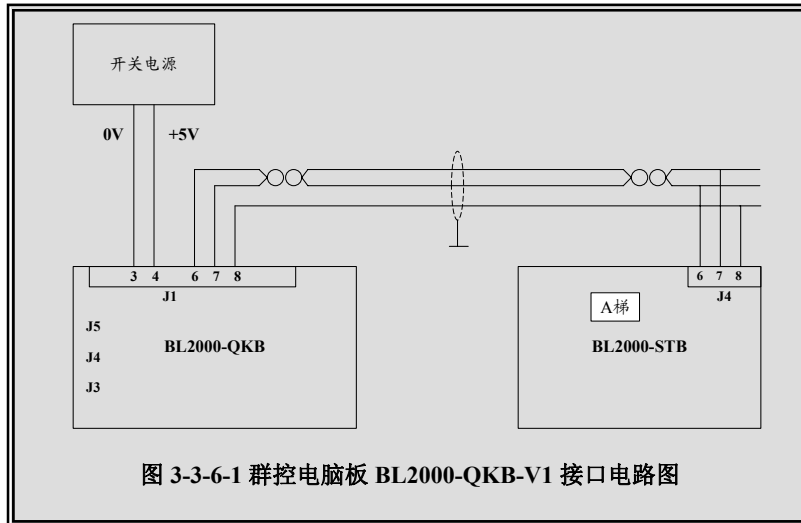 开关电源
0V +5V
3 4 6 7 8
J1
6 7 8
J4
A梯
J5
J4
J3
BL2000-QKB
BL2000-STB
图 3-3-6-1 群控电脑板 BL2000-QKB-V1 接口电路图